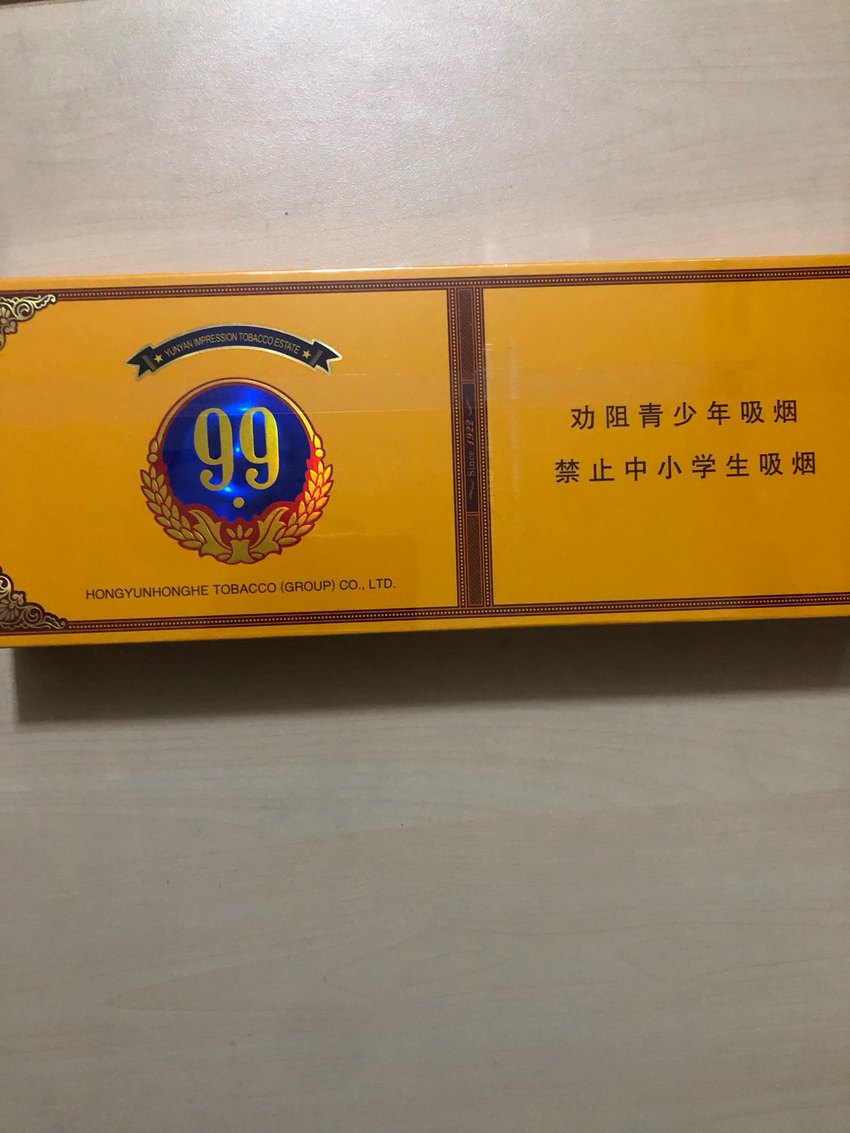 YUNYAN IMPRESSION TOBACCO ESTATE
99
HONGYUNHONGHE TOBACCO (GROUP) CO., LTD.
Since 1922
劝阻青少年吸烟
禁止中小学生吸烟